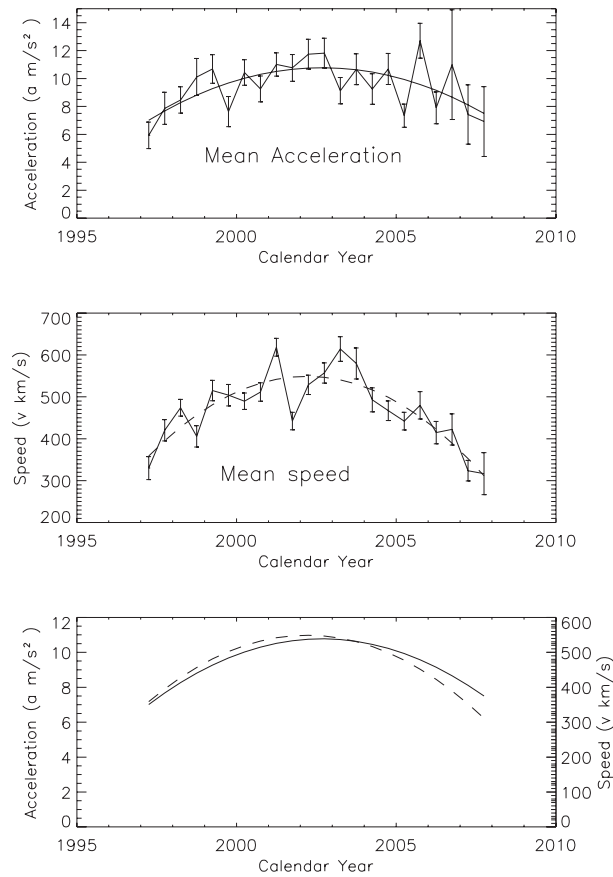 14
12
10
8
6
4
2
0
Acceleration (a m/s² )
Mean Acceleration
1995 2000 2005 2010
Calendar Year
700
600
500
400
300
200
Speed (v km/s)
Mean speed
1995 2000 2005 2010
Calendar Year
12
10
8
6
4
2
0
Acceleration (a m/s² )
600
500
400
300
200
100
0
Speed (v km/s)
1995 2000 2005 2010
Calendar Year